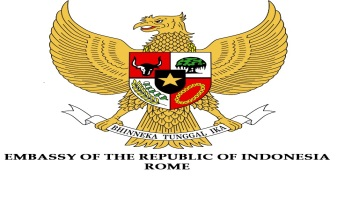 BHINNEKA TUNGGAL IKA
EMBASSY OF THE REPUBLIC OF INDONESIA
ROME